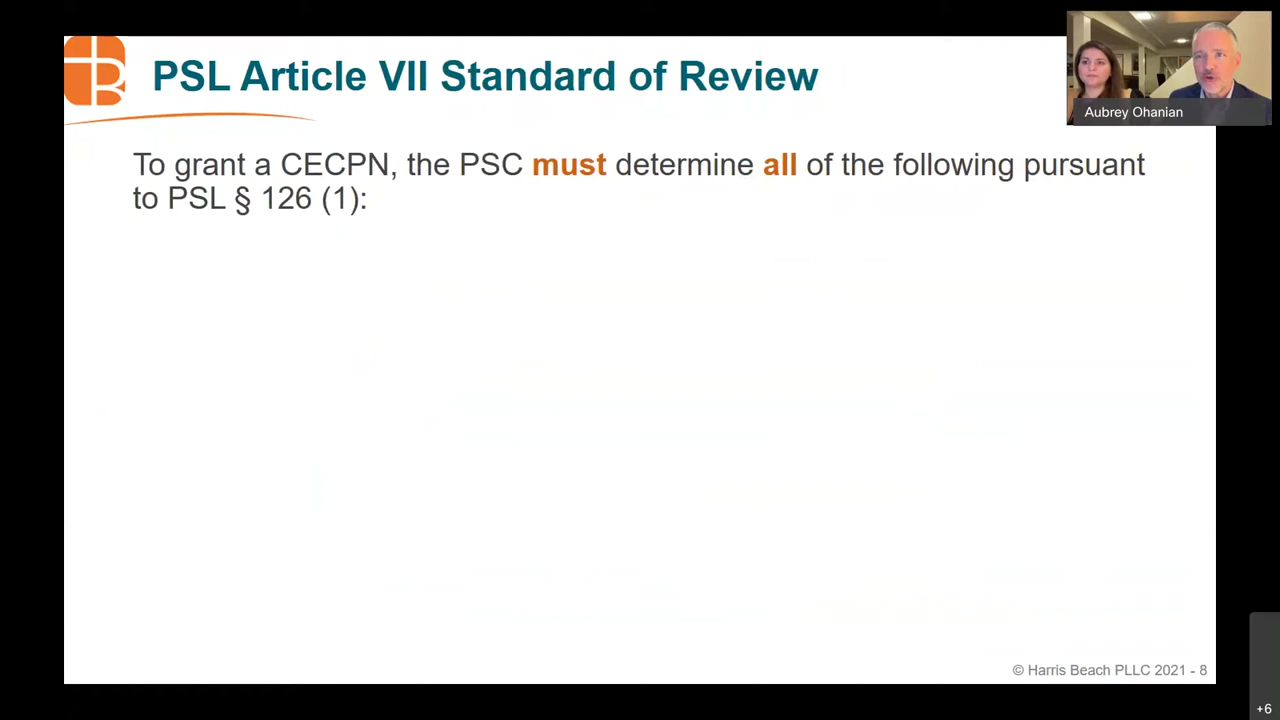 PSL Article VII Standard of Review
Aubrey Ohanian
To grant a CECPN, the PSC must determine all of the following pursuant
to PSL § 126 (1):
© Harris Beach PLLC 2021 - 8
+6